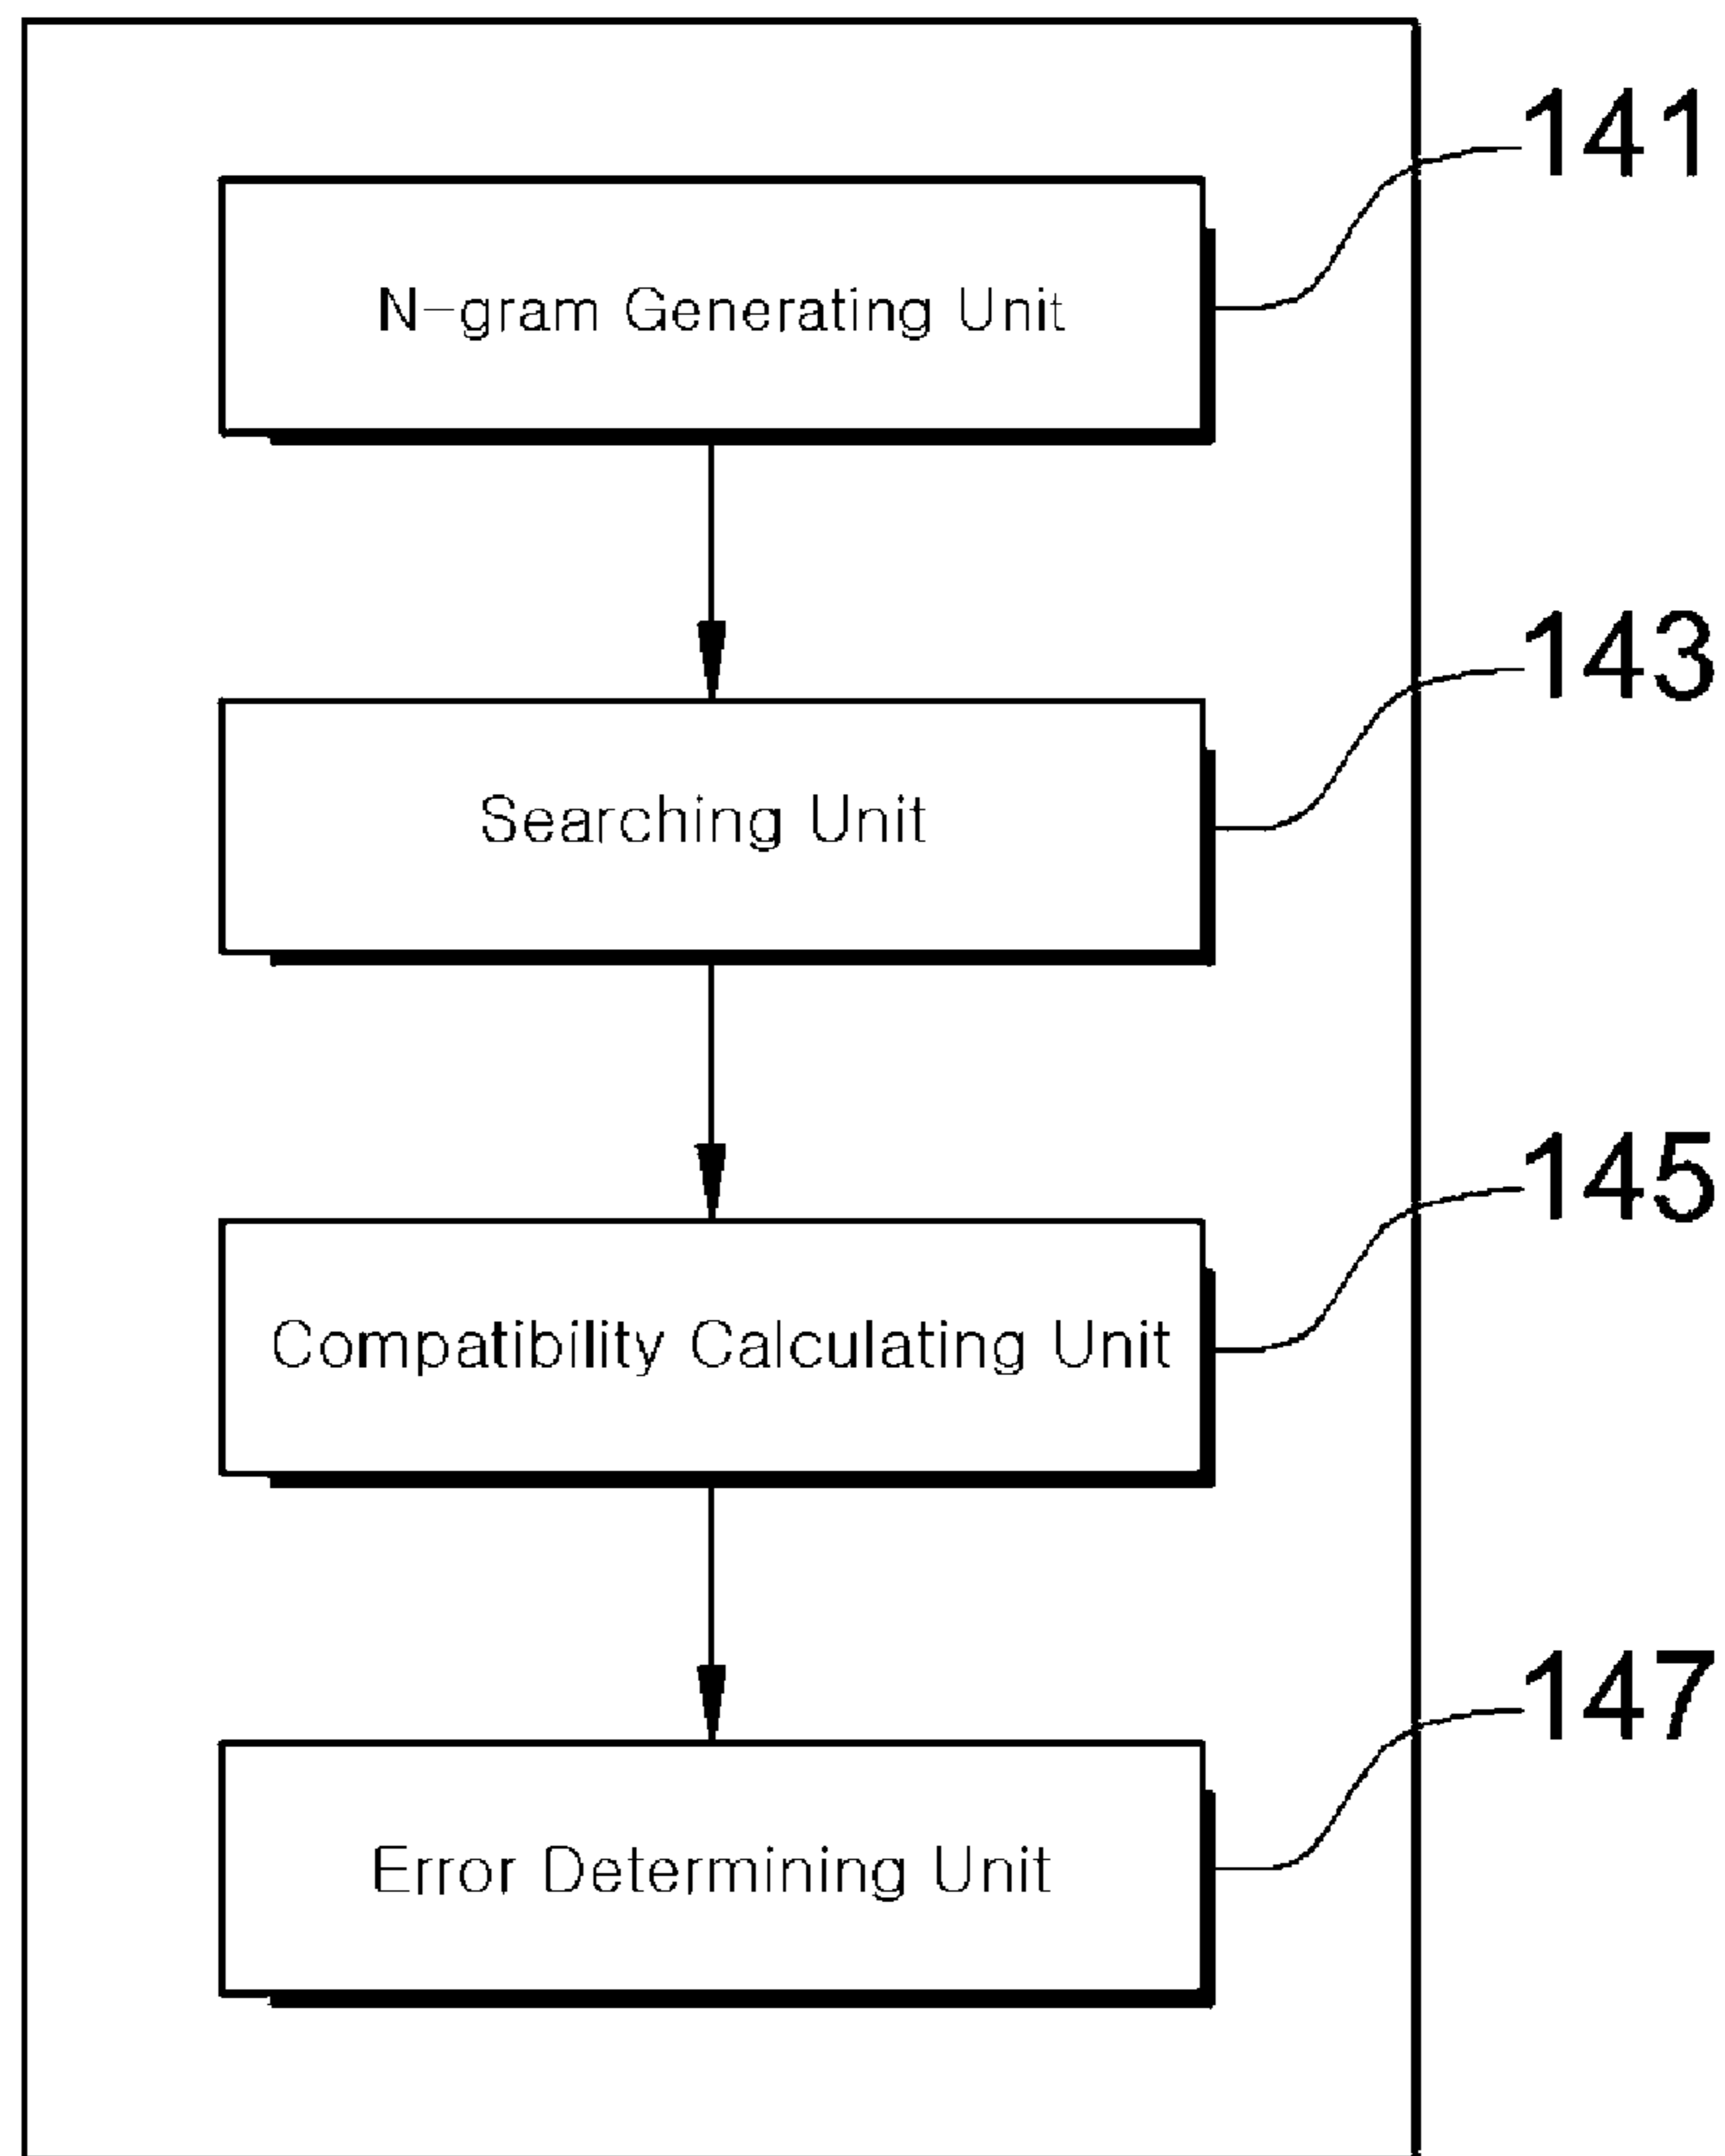 141
N-gram Generating Unit
143
Searching Unit
145
Compatibility Calculating Unit
147
Error Determining Unit